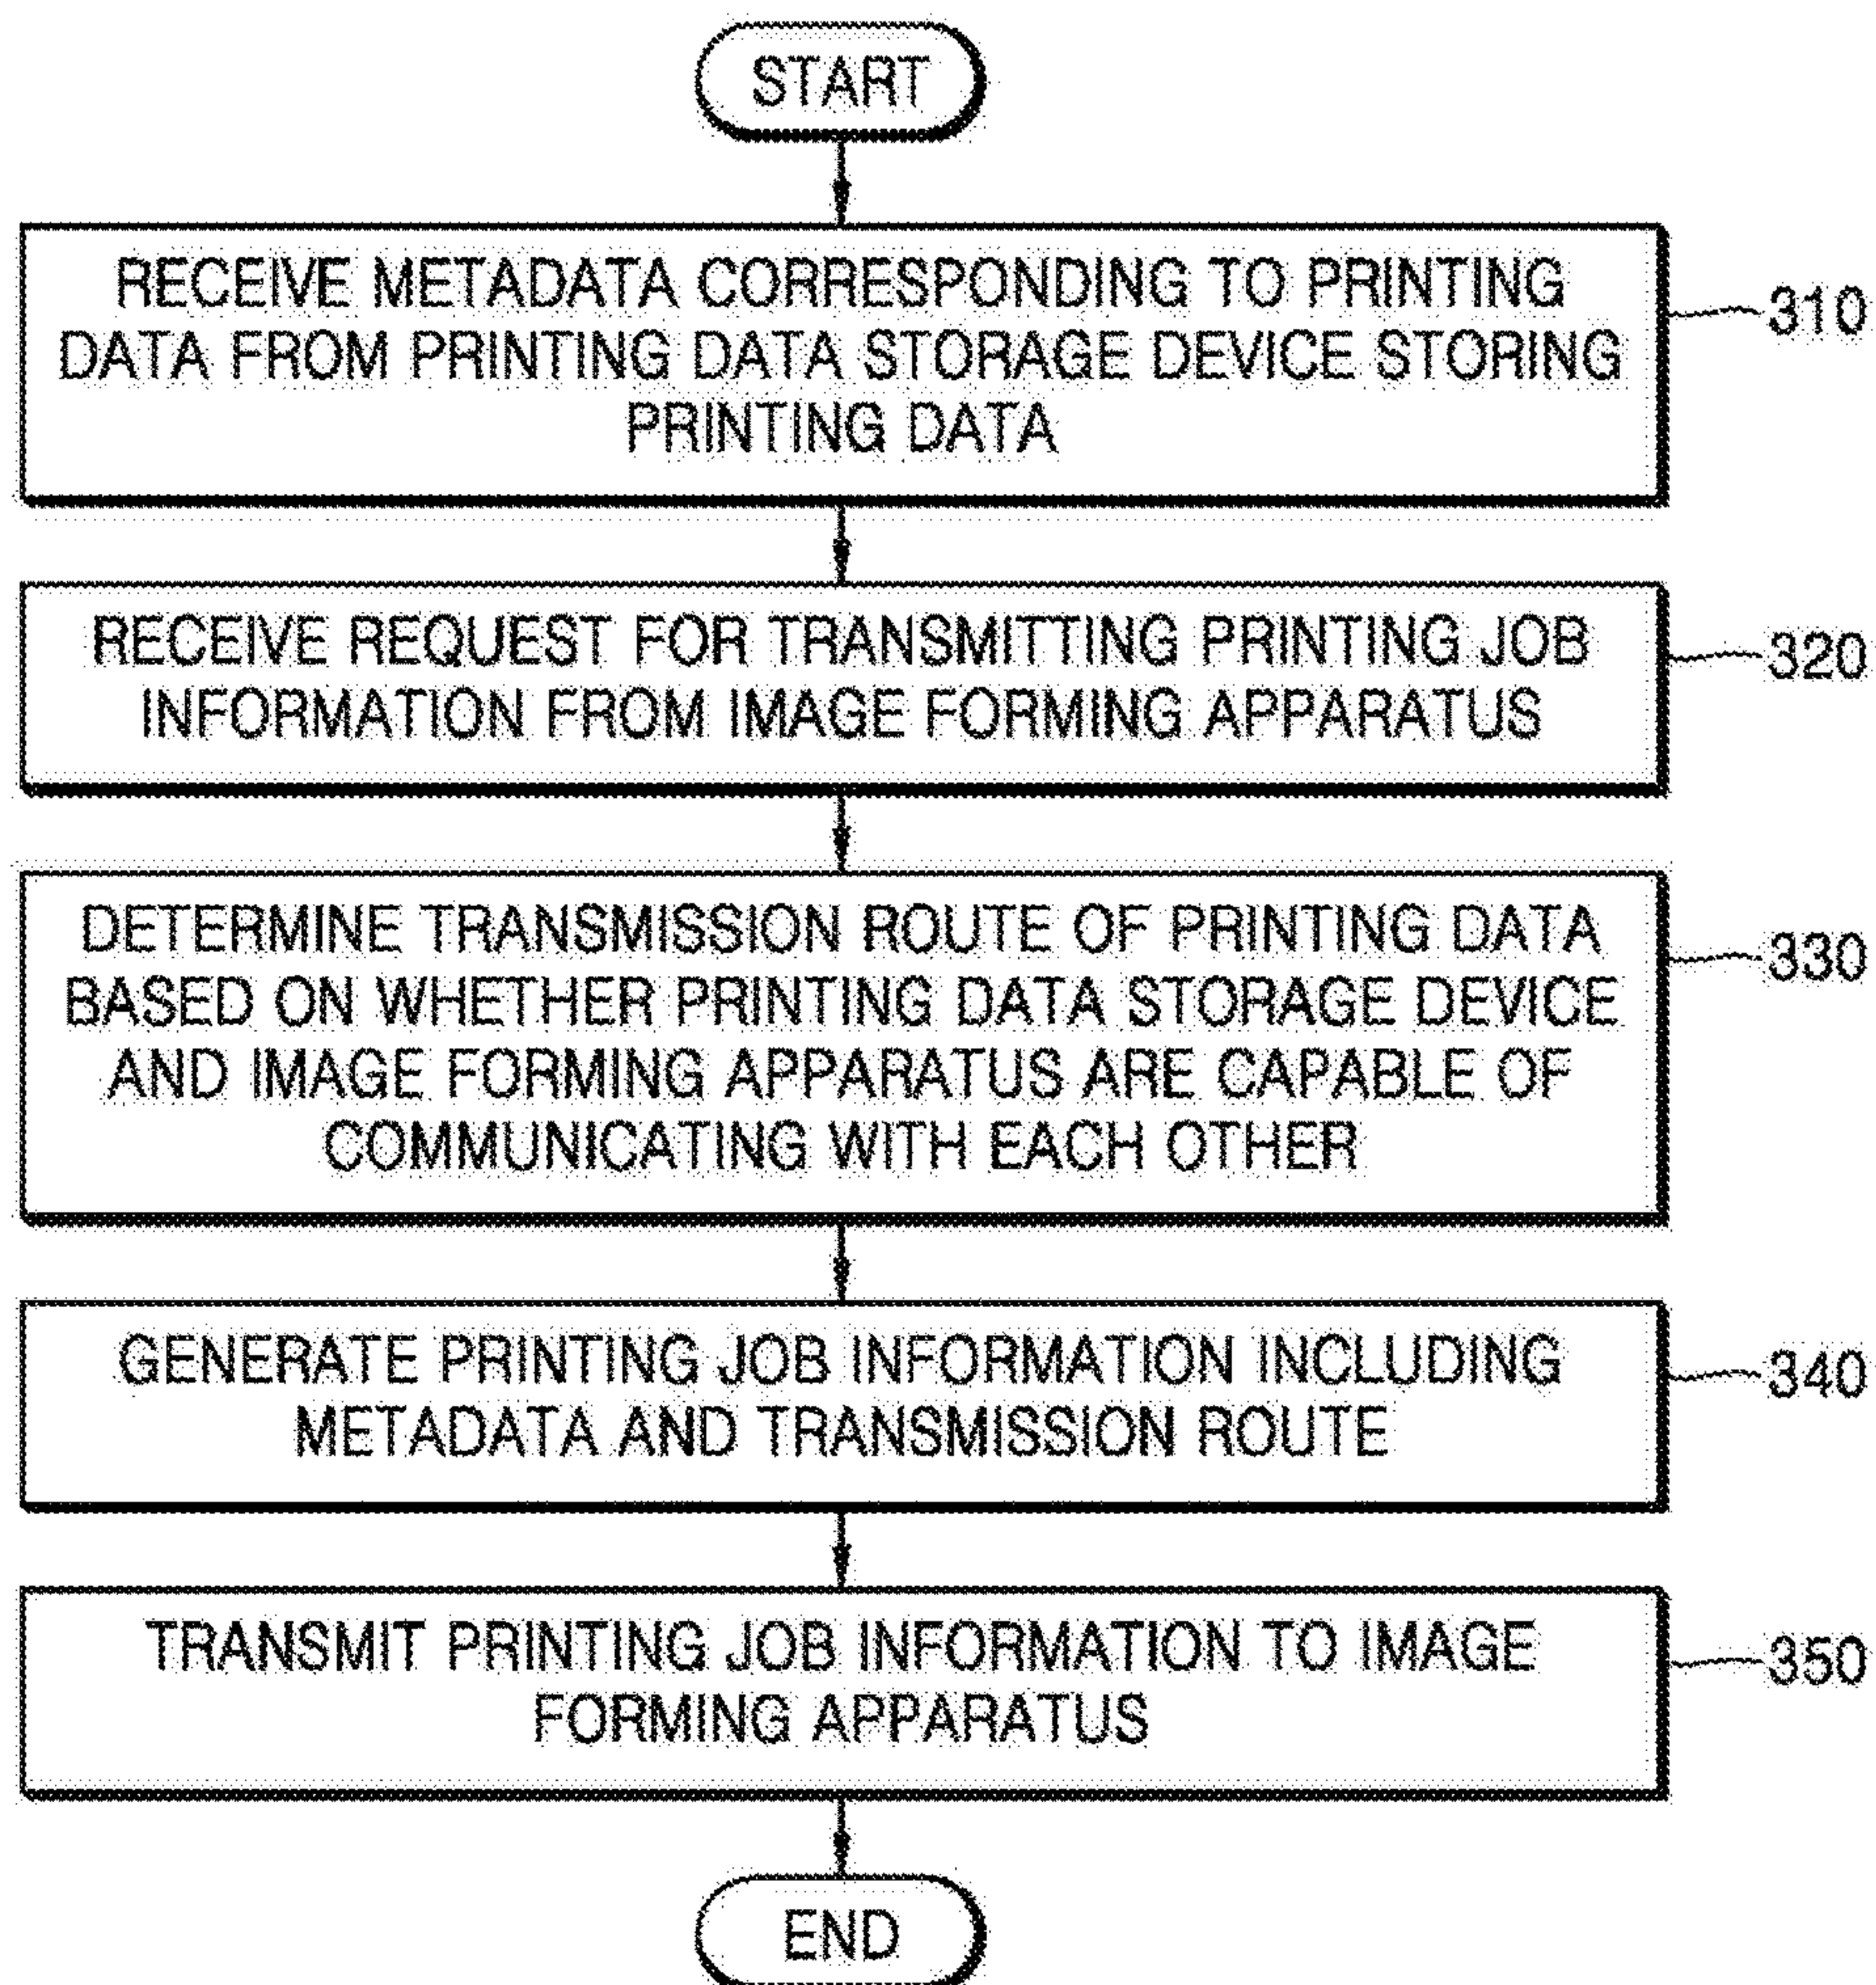 START
RECEIVE METADATA CORRESPONDING TO PRINTING
DATA FROM PRINTING DATA STORAGE DEVICE STORING
PRINTING DATA
310
RECEIVE REQUEST FOR TRANSMITTING PRINTING JOB
INFORMATION FROM IMAGE FORMING APPARATUS
320
DETERMINE TRANSMISSION ROUTE OF PRINTING DATA
BASED ON WHETHER PRINTING DATA STORAGE DEVICE
AND IMAGE FORMING APPARATUS ARE CAPABLE OF
COMMUNICATING WITH EACH OTHER
330
GENERATE PRINTING JOB INFORMATION INCLUDING
METADATA AND TRANSMISSION ROUTE
340
TRANSMIT PRINTING JOB INFORMATION TO IMAGE
FORMING APPARATUS
350
END